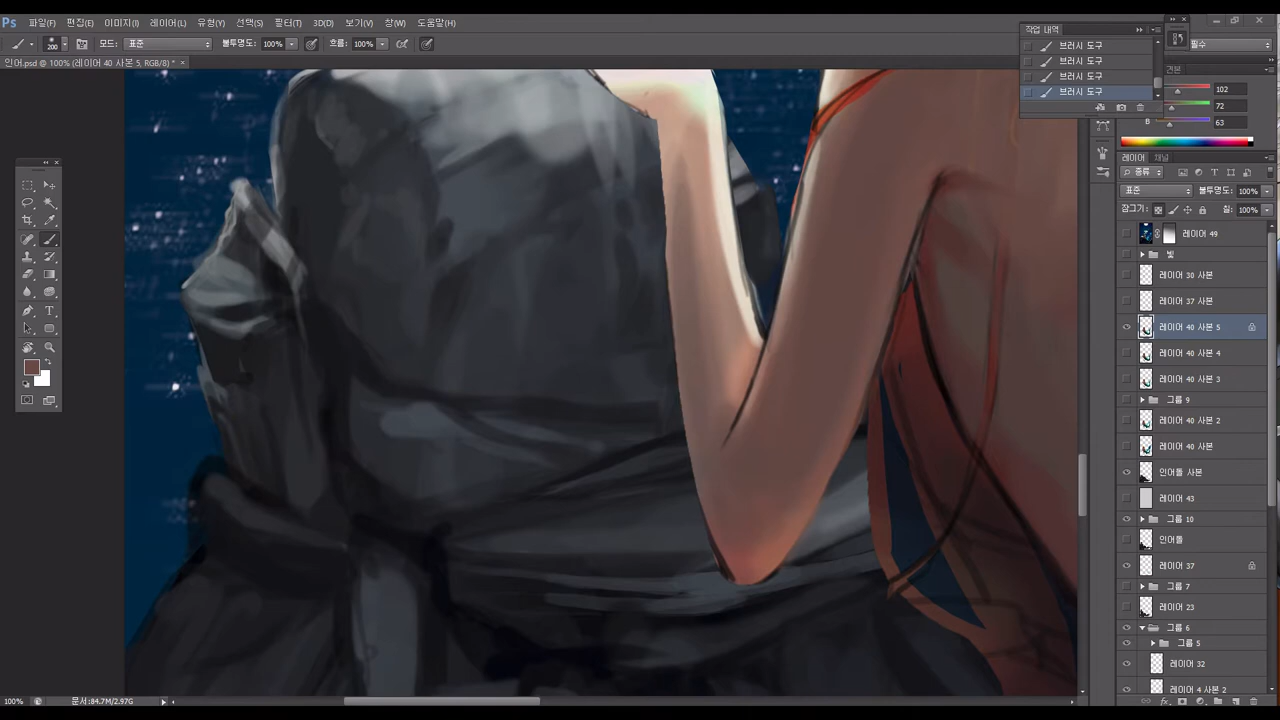 Ps 파일(F) 편집(E) 이미지(I) 레이어(L) 유형(Y) 선택(S) 필터(T) 3D(D) 보기(V) 창(W) 도움말(H)
200 모드: 표준 불투명도: 100% 흐름: 100% 필수
인어.psd @ 100% (레이어 40 사본 5, RGB/8) * ×
작업 내역
브러시 도구
브러시 도구
브러시 도구
브러시 도구
견본
102
72
B 63
레이어 채널
종류
표준 불투명도: 100%
잠그기: 칠: 100%
레이어 49
빛
레이어 30 사본
레이어 37 사본
레이어 40 사본 5
레이어 40 사본 4
레이어 40 사본 3
그룹 9
레이어 40 사본 2
레이어 40 사본
인어돌 사본
레이어 43
그룹 10
인어돌
레이어 37
그룹 7
레이어 23
그룹 6
그룹 5
레이어 32
레이어 4 사본 2
100% 문서:84.7M/2.97G